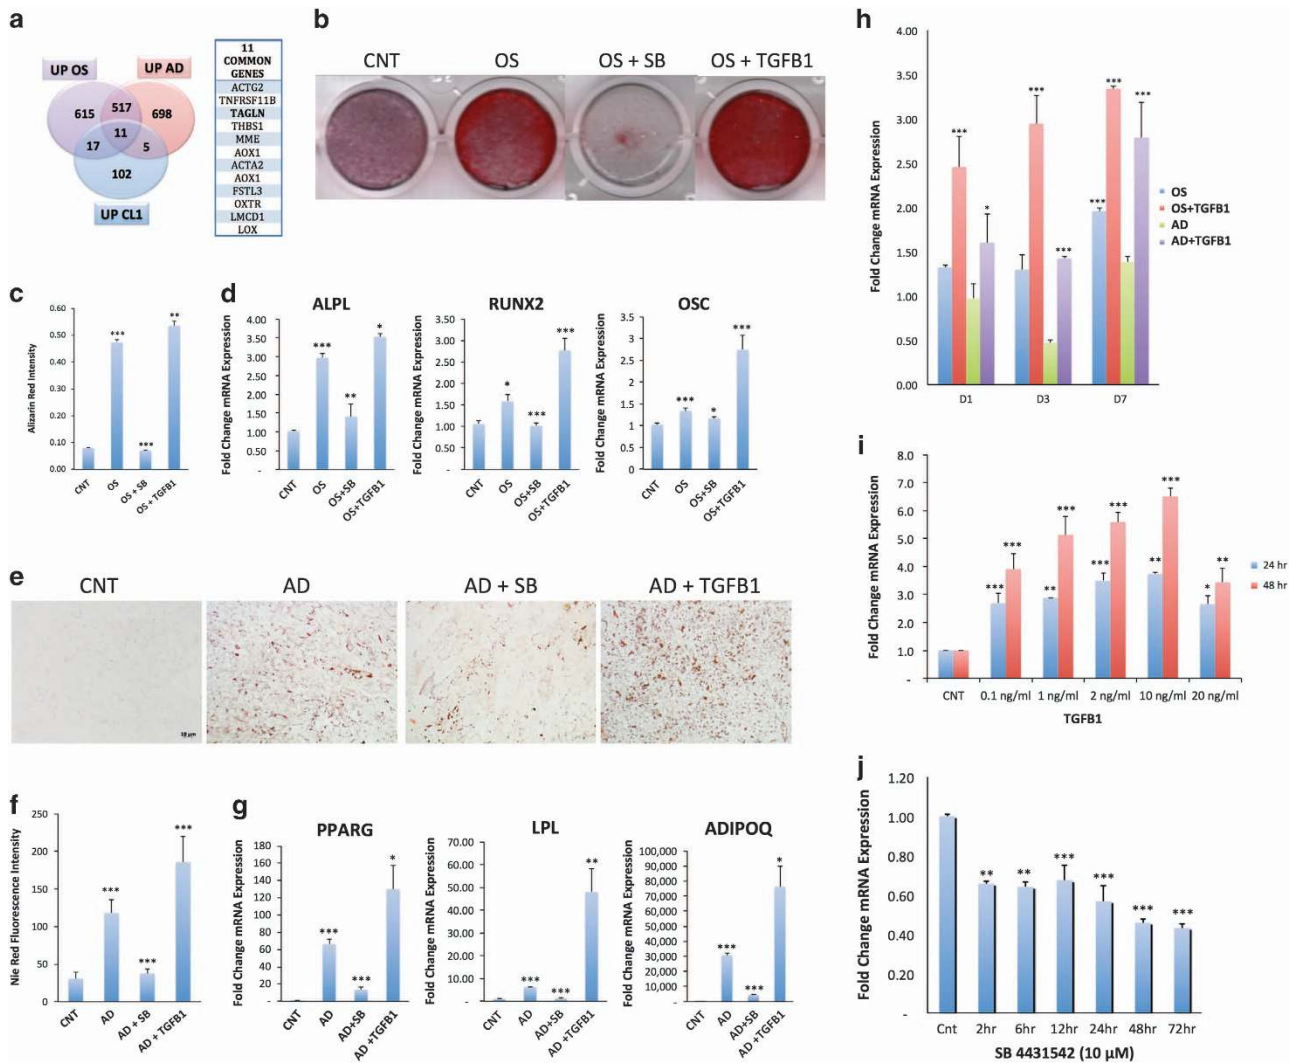 a
UP OS
UP AD
615
517
698
11
17
5
102
UP CL1
11
COMMON
GENES
ACTG2
TNFRSF11B
TAGLN
THBS1
MME
AOX1
ACTA2
AOX1
FSTL3
OXTR
LMCD1
LOX
b
CNT
OS
OS + SB
OS + TGFB1
c
Alizarin Red Intensity
0.60
0.50
0.40
0.30
0.20
0.10
0.00
***
***
**
CNT
OS
OS + SB
OS + TGFB1
d
ALPL
Fold Change mRNA Expression
4.00
3.50
3.00
2.50
2.00
1.50
1.00
0.50
-
***
**
*
CNT
OS
OS+SB
OS+TGFB1
RUNX2
Fold Change mRNA Expression
3.50
3.00
2.50
2.00
1.50
1.00
0.50
-
*
***
***
CNT
OS
OS+SB
OS+TGFB1
OSC
Fold Change mRNA Expression
3.5
3
2.5
2
1.5
1
0.5
0
***
*
***
CNT
OS
OS+SB
OS+TGFB1
e
CNT
AD
AD + SB
AD + TGFB1
10 µm
f
Nie Red Fluorescence Intensity
250
200
150
100
50
0
***
***
***
CNT
AD
AD + SB
AD + TGFB1
g
PPARG
Fold Change mRNA Expression
180
160
140
120
100
80
60
40
20
-
***
***
*
CNT
AD
AD+SB
AD +TGFB1
LPL
Fold Change mRNA Expression
70.00
60.00
50.00
40.00
30.00
20.00
10.00
-
***
***
**
CNT
AD
AD+SB
AD +TGFB1
ADIPOQ
Fold Change mRNA Expression
100,000
90,000
80,000
70,000
60,000
50,000
40,000
30,000
20,000
10,000
-
***
***
*
CNT
AD
AD+SB
AD +TGFB1
h
Fold Change mRNA Expression
4.00
3.50
3.00
2.50
2.00
1.50
1.00
0.50
0.00
***
*
***
***
***
***
***
D1
D3
D7
OS
OS+TGFB1
AD
AD+TGFB1
i
Fold Change mRNA Expression
8.0
7.0
6.0
5.0
4.0
3.0
2.0
1.0
-
***
***
**
***
***
***
**
***
*
**
CNT
0.1 ng/ml
1 ng/ml
2 ng/ml
10 ng/ml
20 ng/ml
TGFB1
24 hr
48 hr
j
Fold Change mRNA Expression
1.20
1.00
0.80
0.60
0.40
0.20
-
**
**
***
***
***
***
Cnt
2hr
6hr
12hr
24hr
48hr
72hr
SB 4431542 (10 µM)